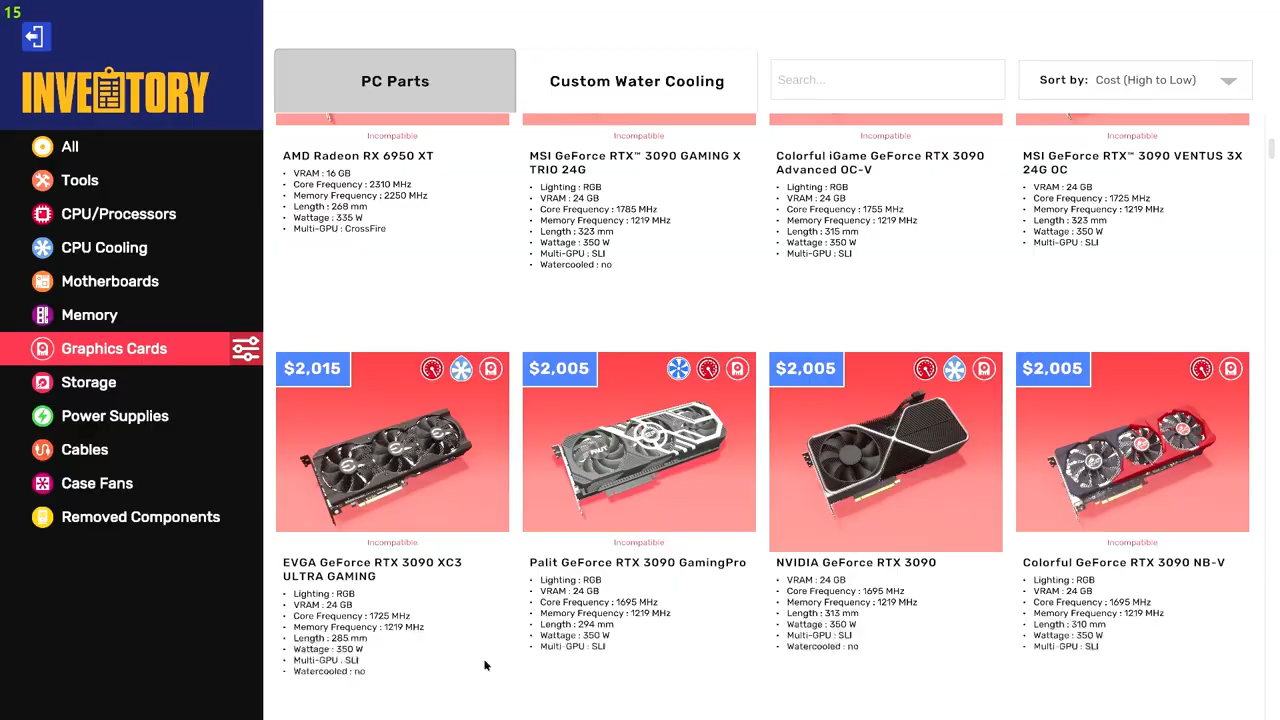 15
INVENTORY
All
Tools
CPU/Processors
CPU Cooling
Motherboards
Memory
Graphics Cards
Storage
Power Supplies
Cables
Case Fans
Removed Components
PC Parts
Custom Water Cooling
Search...
Sort by: Cost (High to Low)
Incompatible
AMD Radeon RX 6950 XT
• VRAM : 16 GB
• Core Frequency : 2310 MHz
• Memory Frequency : 2250 MHz
• Length : 268 mm
• Wattage : 335 W
• Multi-GPU : CrossFire
Incompatible
MSI GeForce RTX™ 3090 GAMING X
TRIO 24G
• Lighting : RGB
• VRAM : 24 GB
• Core Frequency : 1785 MHz
• Memory Frequency : 1219 MHz
• Length : 323 mm
• Wattage : 350 W
• Multi-GPU : SLI
• Watercooled : no
Incompatible
Colorful iGame GeForce RTX 3090
Advanced OC-V
• Lighting : RGB
• VRAM : 24 GB
• Core Frequency : 1755 MHz
• Memory Frequency : 1219 MHz
• Length : 315 mm
• Wattage : 350 W
• Multi-GPU : SLI
Incompatible
MSI GeForce RTX™ 3090 VENTUS 3X
24G OC
• VRAM : 24 GB
• Core Frequency : 1725 MHz
• Memory Frequency : 1219 MHz
• Length : 323 mm
• Wattage : 350 W
• Multi-GPU : SLI
$2,015
Incompatible
EVGA GeForce RTX 3090 XC3
ULTRA GAMING
• Lighting : RGB
• VRAM : 24 GB
• Core Frequency : 1725 MHz
• Memory Frequency : 1219 MHz
• Length : 285 mm
• Wattage : 350 W
• Multi-GPU : SLI
• Watercooled : no
$2,005
PALIT
Incompatible
Palit GeForce RTX 3090 GamingPro
• Lighting : RGB
• VRAM : 24 GB
• Core Frequency : 1695 MHz
• Memory Frequency : 1219 MHz
• Length : 294 mm
• Wattage : 350 W
• Multi-GPU : SLI
$2,005
NVIDIA GeForce RTX 3090
• VRAM : 24 GB
• Core Frequency : 1695 MHz
• Memory Frequency : 1219 MHz
• Length : 313 mm
• Wattage : 350 W
• Multi-GPU : SLI
• Watercooled : no
$2,005
Incompatible
Colorful GeForce RTX 3090 NB-V
• Lighting : RGB
• VRAM : 24 GB
• Core Frequency : 1695 MHz
• Memory Frequency : 1219 MHz
• Length : 310 mm
• Wattage : 350 W
• Multi-GPU : SLI